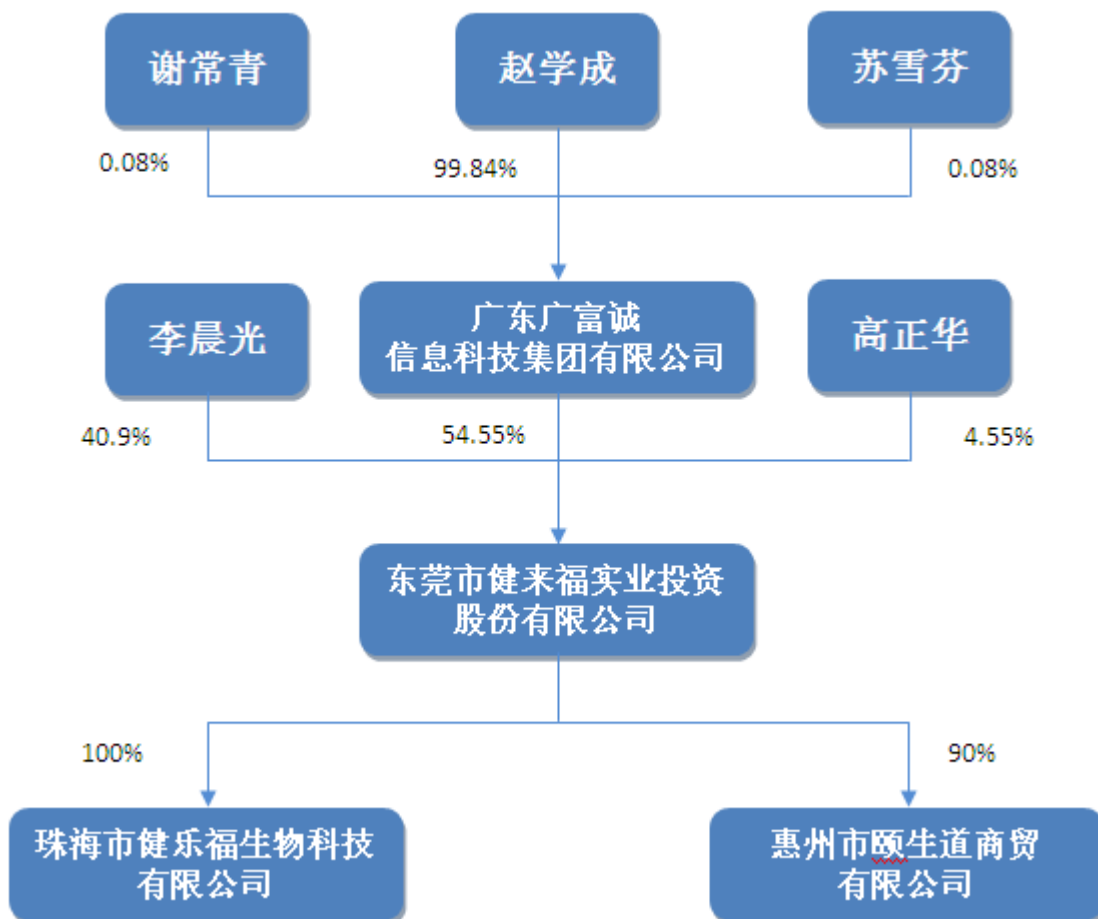 谢常青
赵学成
苏雪芬
0.08%
99.84%
0.08%
李晨光
广东广富诚
信息科技集团有限公司
高正华
40.9%
54.55%
4.55%
东莞市健来福实业投资
股份有限公司
100%
90%
珠海市健乐福生物科技
有限公司
惠州市颐生道商贸
有限公司